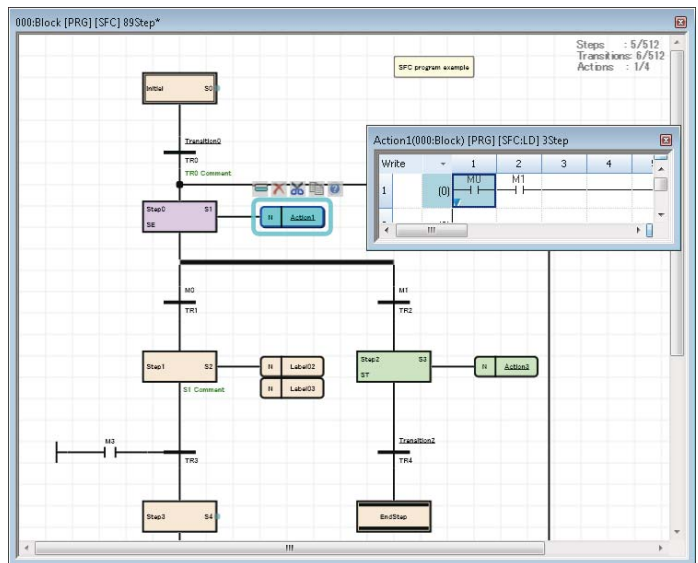 000:Block [PRG] [SFC] 89Step*
Steps : 5/512
Transitions: 6/512
Actions : 1/4
SFC program example
Initial S0
Transition0
TR0
TR0 Comment
Action1(000:Block) [PRG] [SFC:LD] 3Step
Write 1 2 3 4
1 (0) M0 M1
Step0 S1
SE
N Action1
M0
TR1
M1
TR2
Step1 S2
N Label02
N Label03
S1 Comment
Step2 S3
ST
N Action3
M3
TR3
Transition2
TR4
Step3 S4
EndStep